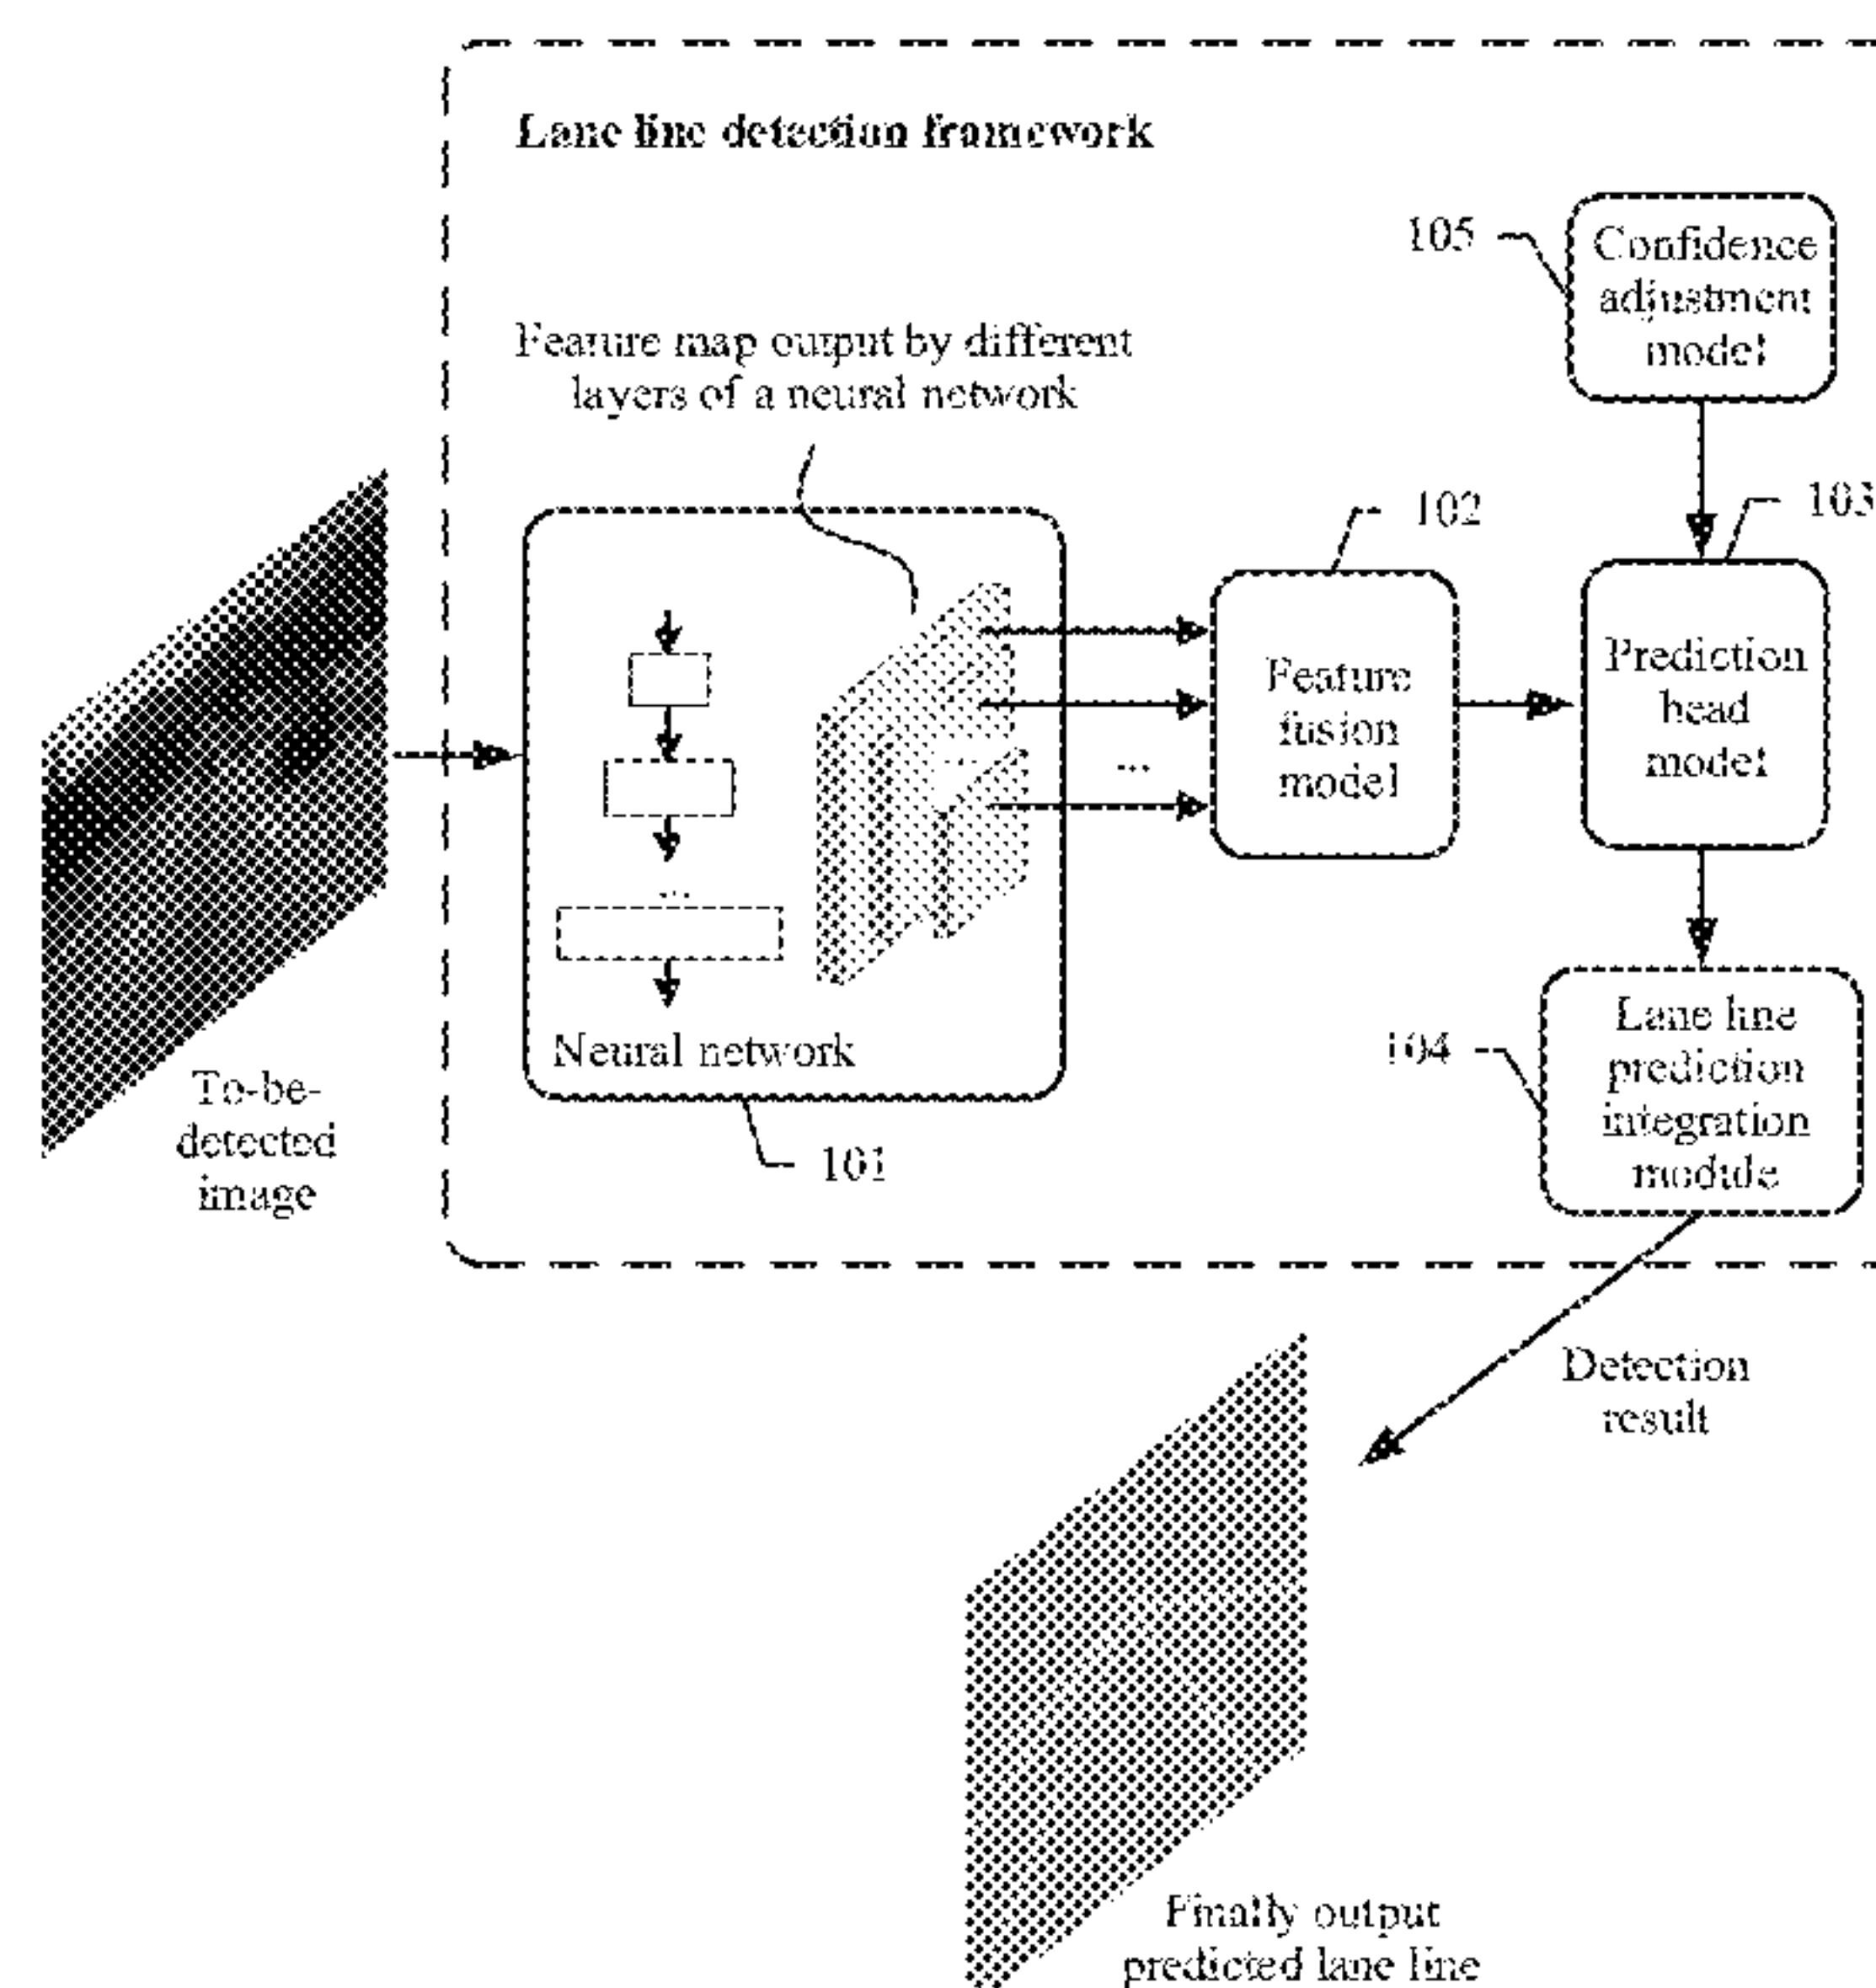 Lane line detection framework
105
Confidence
adjustment
model
Feature map output by different
layers of a neural network
102
103
Feature
fusion
model
Prediction
head
model
...
...
...
Neural network
101
104
Lane line
prediction
integration
module
To-be-
detected
image
Detection
result
Finally output
predicted lane line